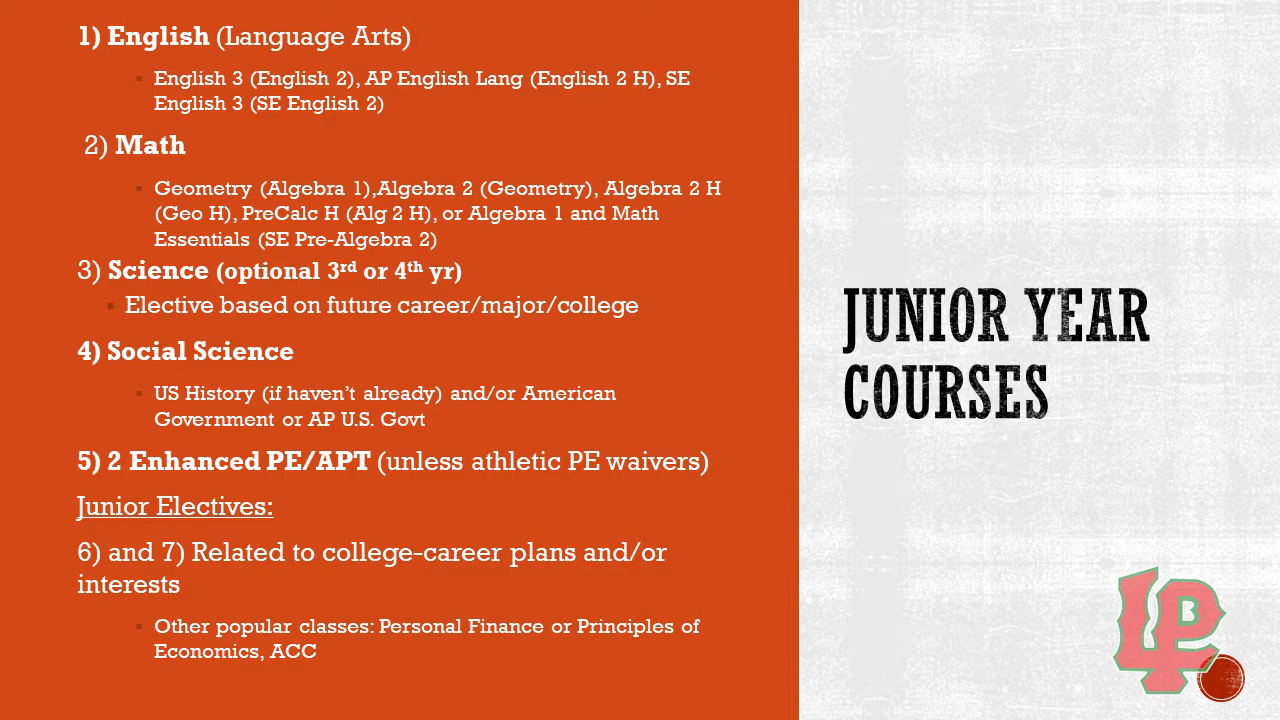 1) English (Language Arts)
▪ English 3 (English 2), AP English Lang (English 2 H), SE
English 3 (SE English 2)
2) Math
▪ Geometry (Algebra 1),Algebra 2 (Geometry), Algebra 2 H
(Geo H), PreCalc H (Alg 2 H), or Algebra 1 and Math
Essentials (SE Pre-Algebra 2)
3) Science (optional 3rd or 4th yr)
▪ Elective based on future career/major/college
4) Social Science
▪ US History (if haven't already) and/or American
Government or AP U.S. Govt
5) 2 Enhanced PE/APT (unless athletic PE waivers)
Junior Electives:
6) and 7) Related to college-career plans and/or
interests
▪ Other popular classes: Personal Finance or Principles of
Economics, ACC
JUNIOR YEAR
COURSES
LP